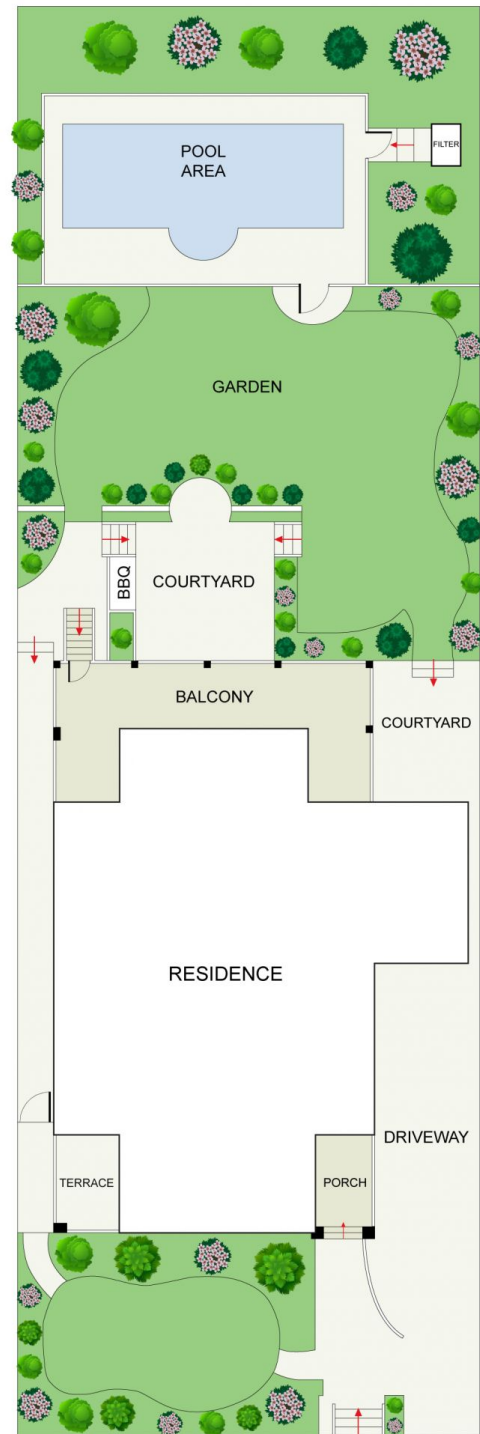 POOL
AREA
FILTER
GARDEN
BBQ
COURTYARD
BALCONY
COURTYARD
RESIDENCE
DRIVEWAY
TERRACE
PORCH